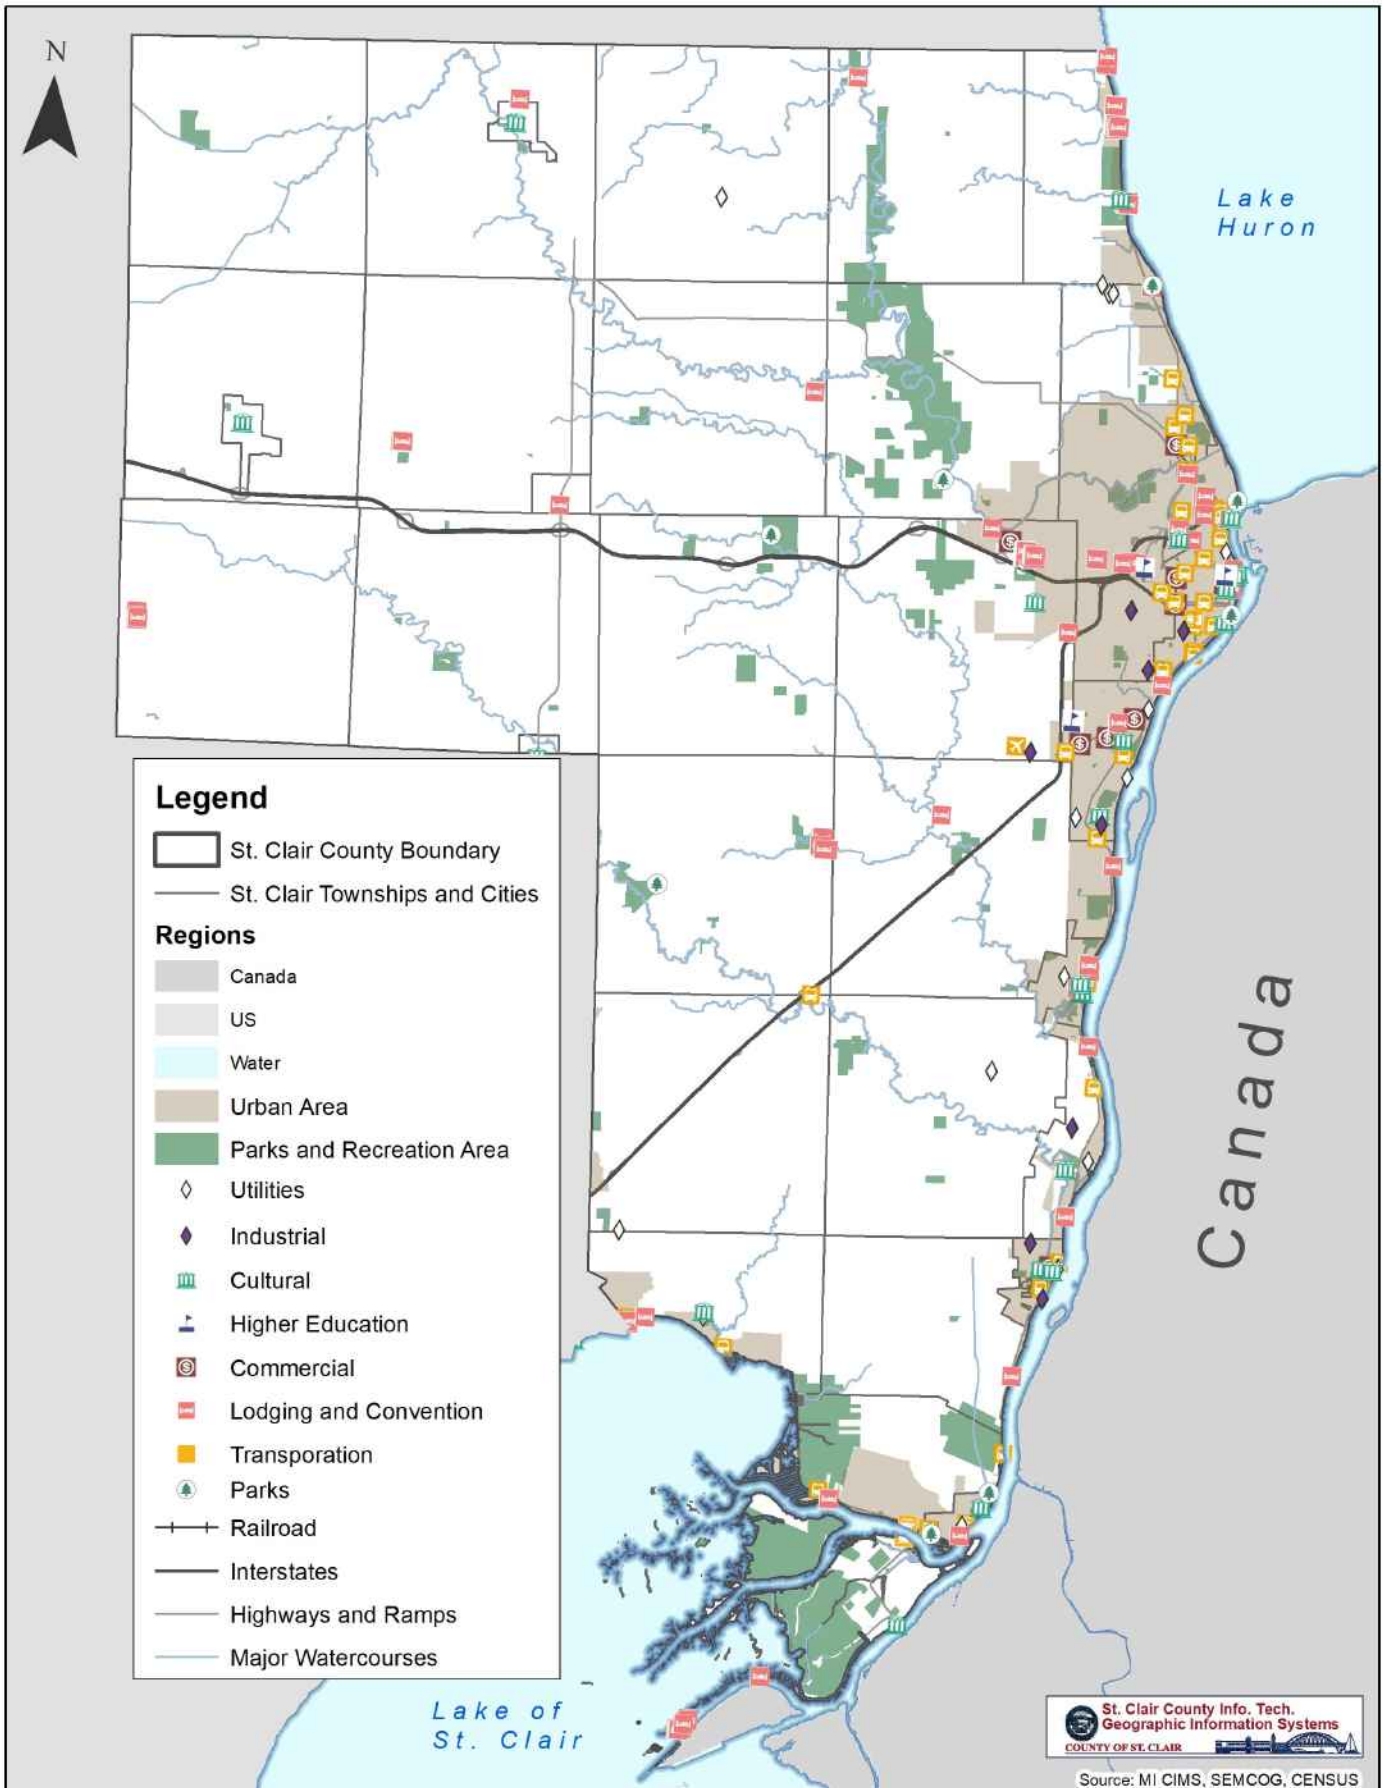 N
Lake
Huron
Canada
Legend
St. Clair County Boundary
St. Clair Townships and Cities
Regions
Canada
US
Water
Urban Area
Parks and Recreation Area
Utilities
Industrial
Cultural
Higher Education
Commercial
Lodging and Convention
Transporation
Parks
Railroad
Interstates
Highways and Ramps
Major Watercourses
Lake of
St. Clair
St. Clair County Info. Tech.
Geographic Information Systems
COUNTY OF ST. CLAIR
Source: MI CIMS, SEMCOG, CENSUS